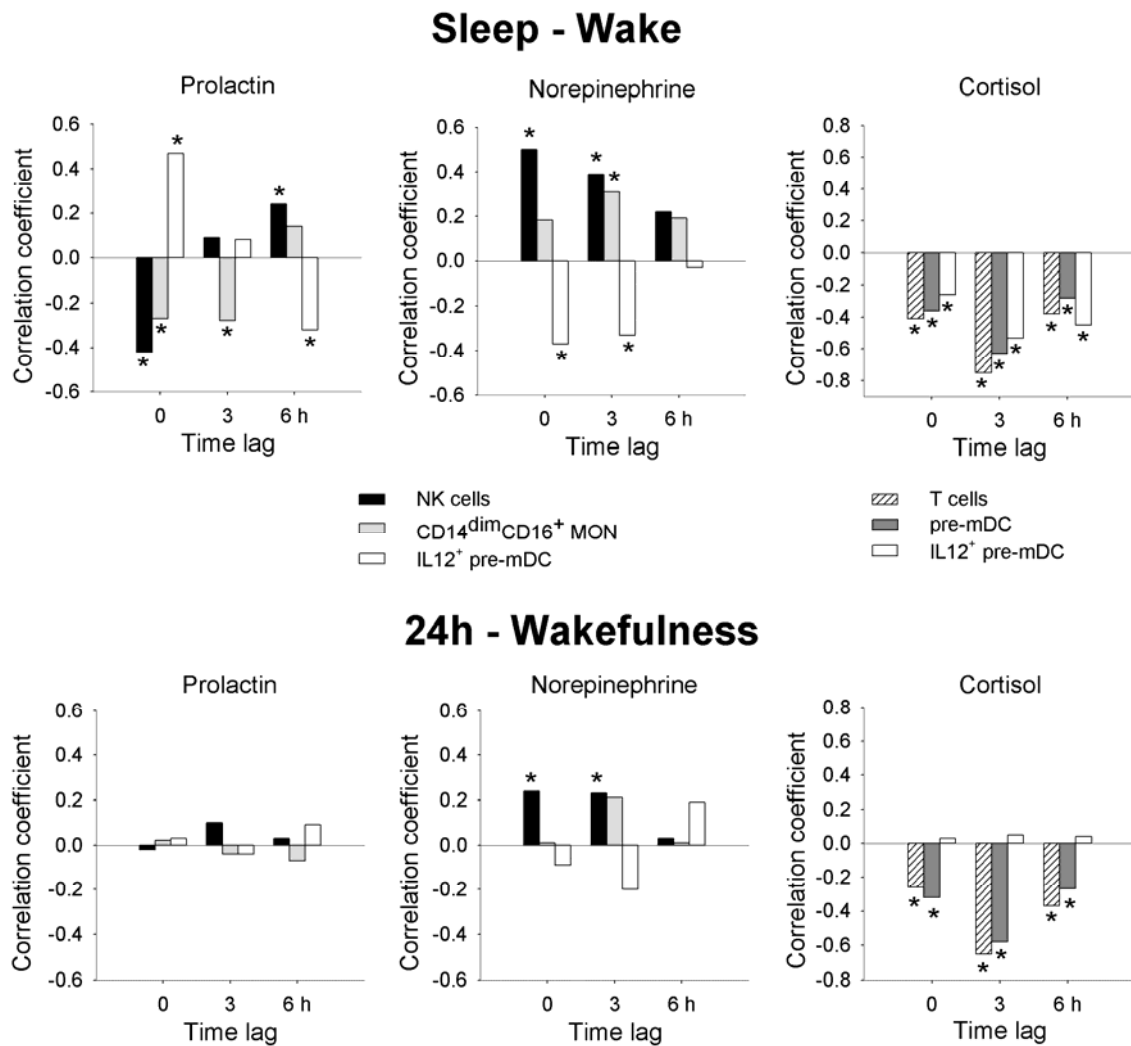 Sleep - Wake
Prolactin
Norepinephrine
Cortisol
Correlation coefficient
0.6
0.4
0.2
0.0
-0.2
-0.4
-0.6
*
*
*
*
*
*
0 3 6 h
Time lag
Correlation coefficient
0.6
0.4
0.2
0.0
-0.2
-0.4
-0.6
*
*
*
*
*
0 3 6 h
Time lag
Correlation coefficient
0.8
0.6
0.4
0.2
0.0
-0.2
-0.4
-0.6
-0.8
*
*
*
*
*
*
*
*
*
0 3 6 h
Time lag
NK cells
CD14dimCD16+ MON
IL12+ pre-mDC
T cells
pre-mDC
IL12+ pre-mDC
24h - Wakefulness
Prolactin
Norepinephrine
Cortisol
Correlation coefficient
0.6
0.4
0.2
0.0
-0.2
-0.4
-0.6
0 3 6 h
Time lag
Correlation coefficient
0.6
0.4
0.2
0.0
-0.2
-0.4
-0.6
*
*
0 3 6 h
Time lag
Correlation coefficient
0.8
0.6
0.4
0.2
0.0
-0.2
-0.4
-0.6
-0.8
*
*
*
*
*
*
0 3 6 h
Time lag